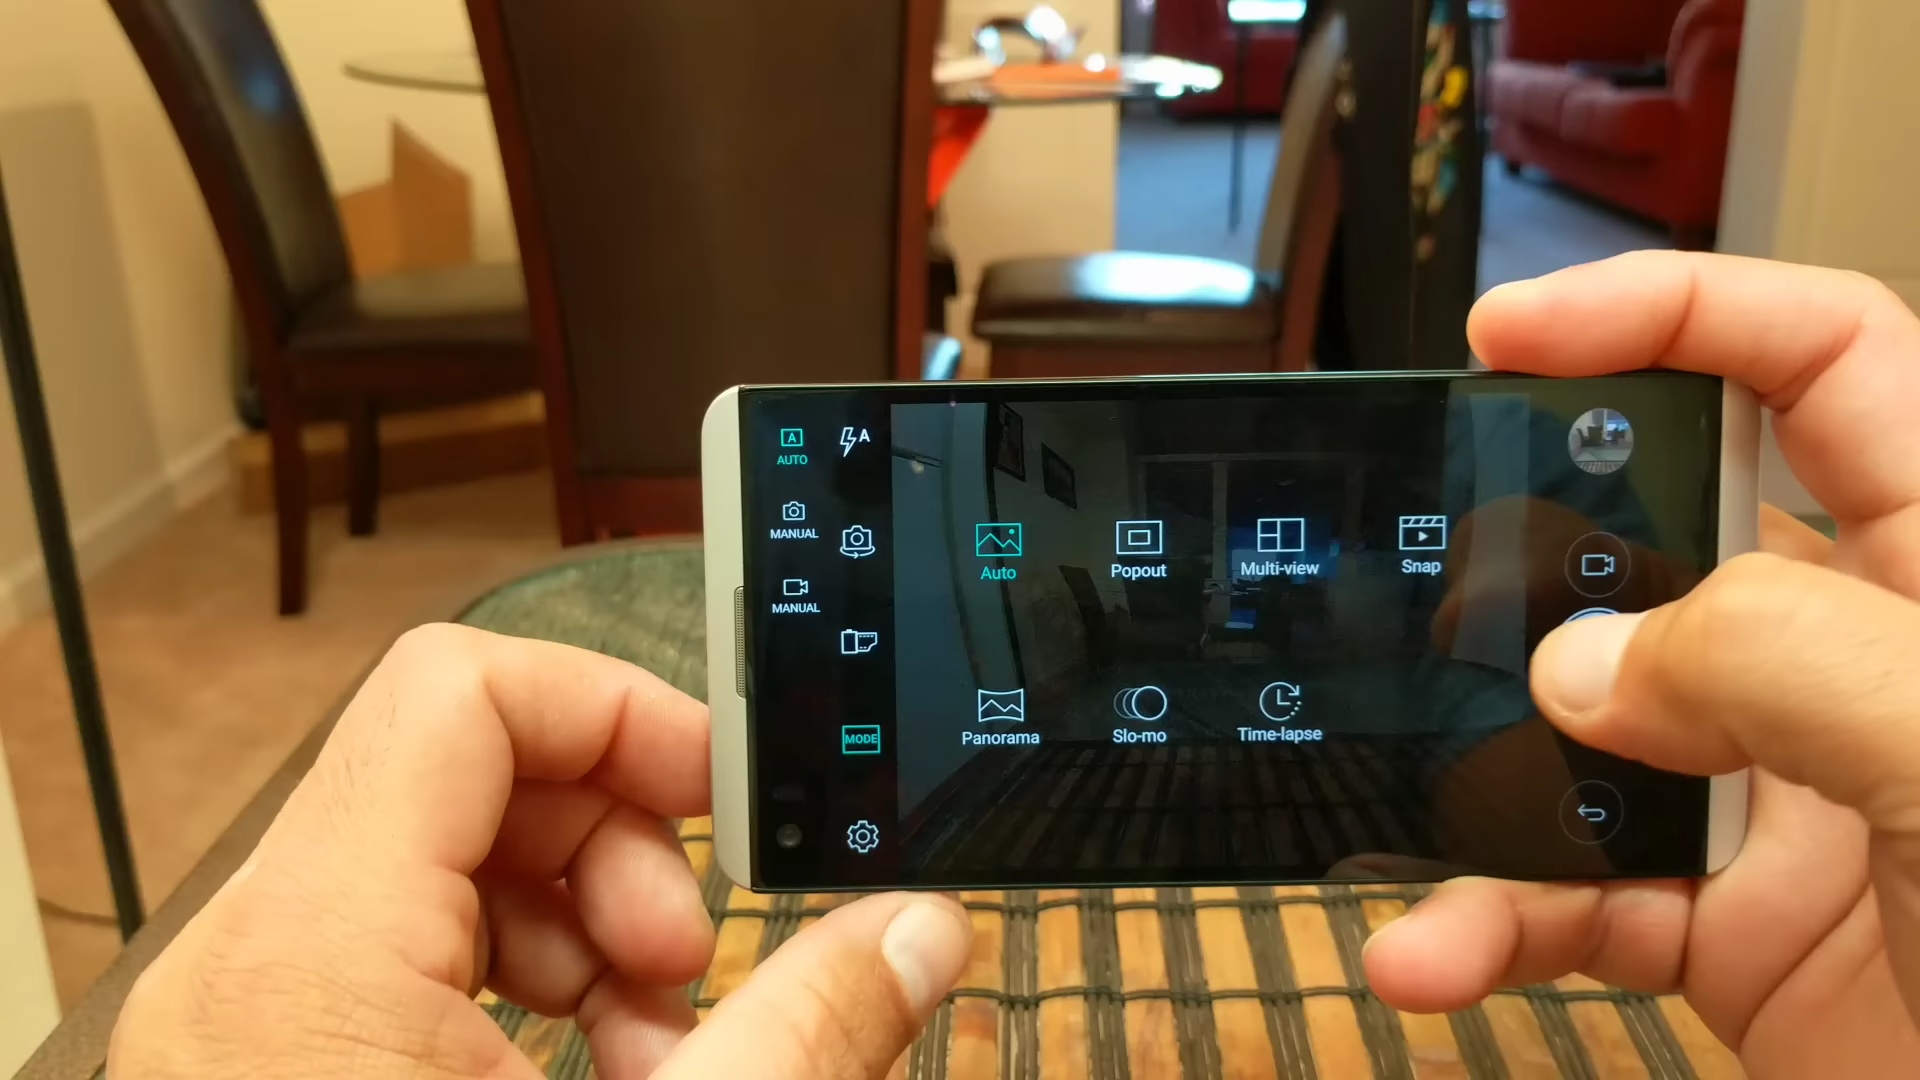 A
AUTO
A
MANUAL
MANUAL
MODE
Auto
Popout
Multi-view
Snap
Panorama
Slo-mo
Time-lapse